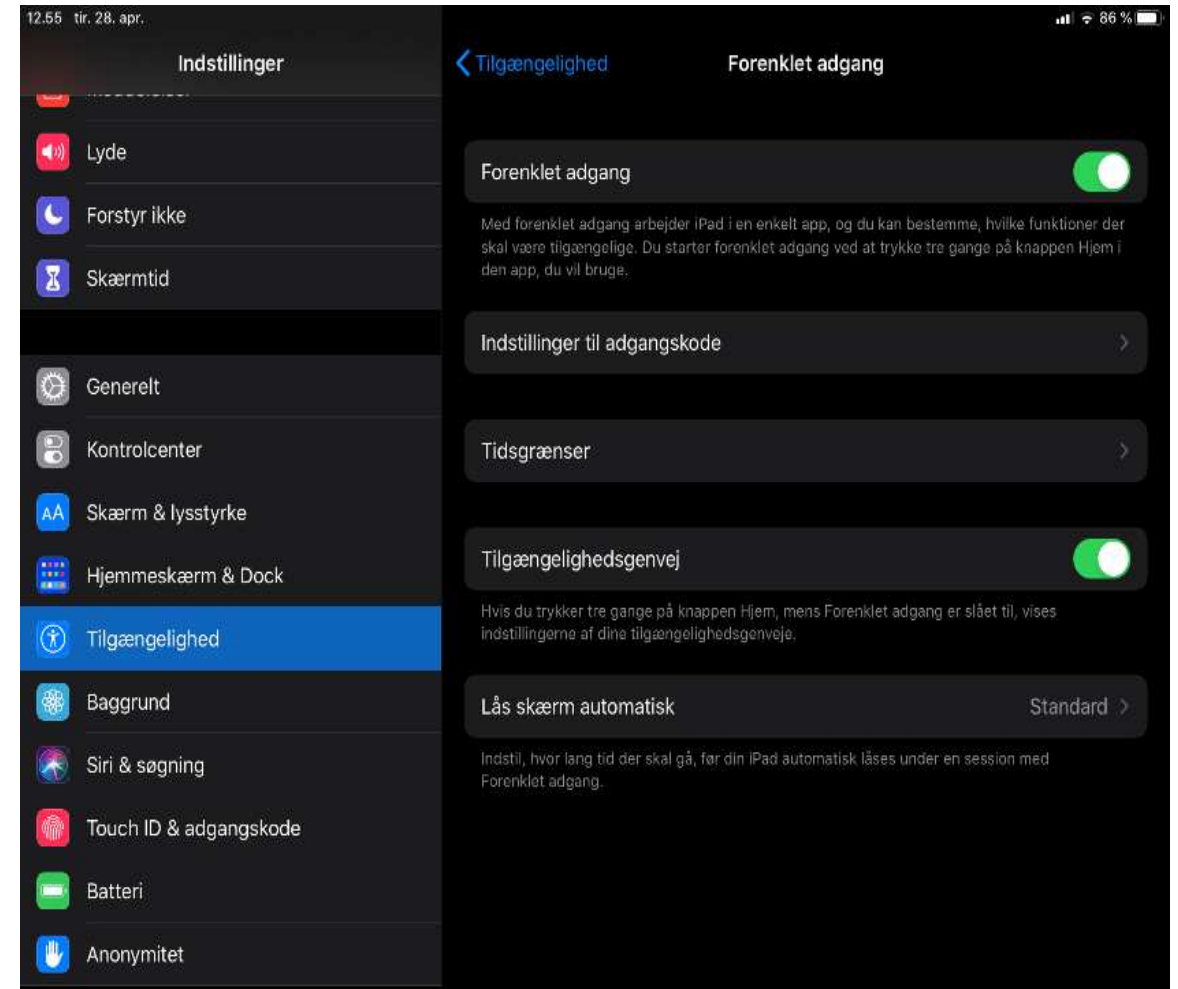 12.55 tir. 28. apr.
86 %
Indstillinger
Lyde
Forstyr ikke
Skærmtid
Generelt
Kontrolcenter
AA
Skærm & lysstyrke
Hjemmeskærm & Dock
Tilgængelighed
Baggrund
Siri & søgning
Touch ID & adgangskode
Batteri
Anonymitet
Tilgængelighed
Forenklet adgang
Forenklet adgang
Med forenklet adgang arbejder iPad i en enkelt app, og du kan bestemme, hvilke funktioner der
skal være tilgængelige. Du starter forenklet adgang ved at trykke tre gange på knappen Hjem i
den app, du vil bruge.
Indstillinger til adgangskode
Tidsgrænser
Tilgængelighedsgenvej
Hvis du trykker tre gange på knappen Hjem, mens Forenklet adgang er slået til, vises
indstillingerne af dine tilgængelighedsgenveje.
Lås skærm automatisk
Standard
Indstil, hvor lang tid der skal gå, før din iPad automatisk låses under en session med
Forenklet adgang.